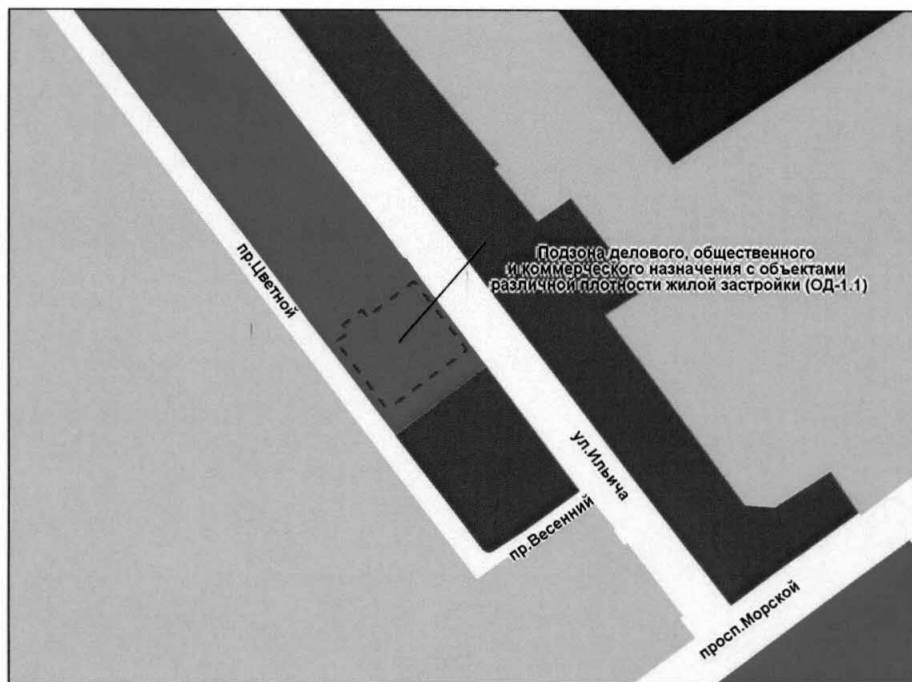 пр.Цветной
Подзона делового, общественного
и коммерческого назначения с объектами
различной плотности жилой застройки (ОД-1.1)
ул.Ильича
пр.Весенний
просп.Морской